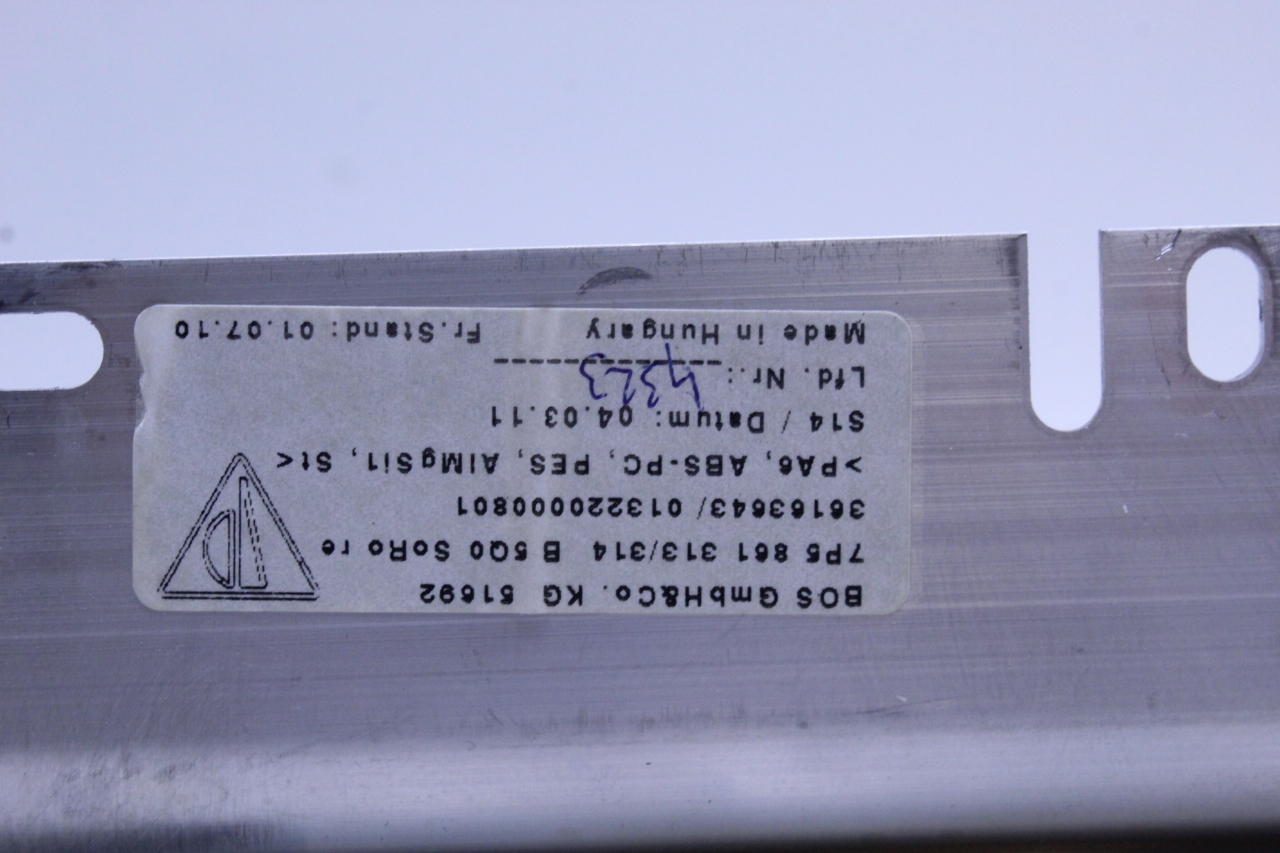 BOS GmbH&Co. KG 51692
7P5 861 313/314 B 5Q0 SoRo re
36163643/ 013220000801
>PA6, ABS-PC, PES, AlMgSi1, St<
S14 / Datum: 04.03.11
Lfd. Nr.: 4323
Made in Hungary Fr.Stand: 01.07.10